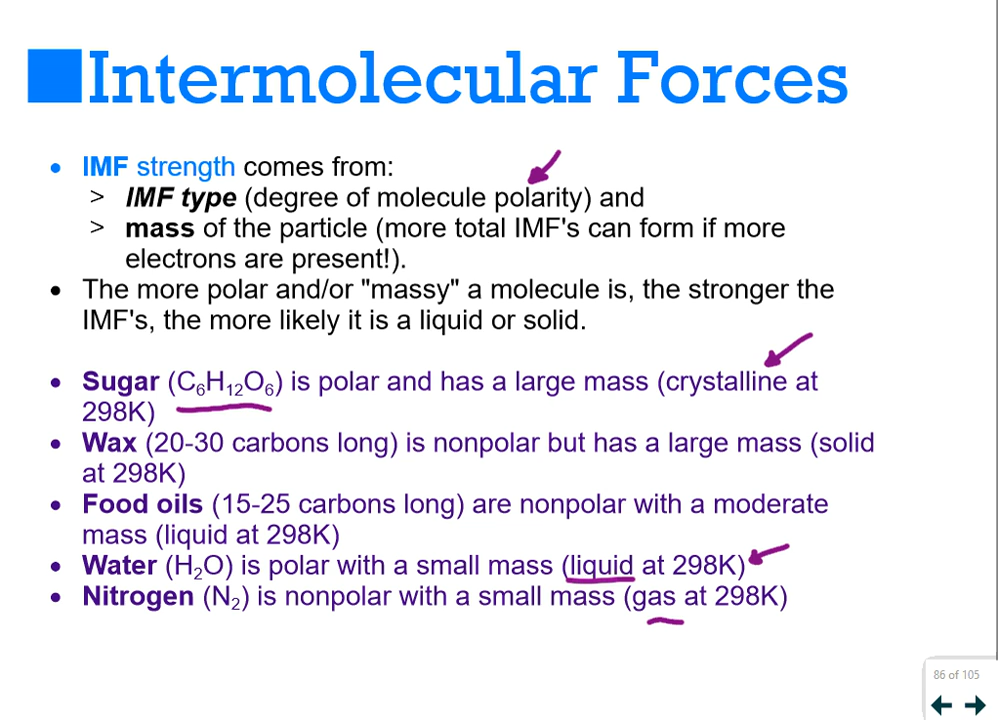 Intermolecular Forces
• IMF strength comes from:
> IMF type (degree of molecule polarity) and
> mass of the particle (more total IMF's can form if more
electrons are present!).
• The more polar and/or "massy" a molecule is, the stronger the
IMF's, the more likely it is a liquid or solid.
• Sugar (C₆H₁₂O₆) is polar and has a large mass (crystalline at
298K)
• Wax (20-30 carbons long) is nonpolar but has a large mass (solid
at 298K)
• Food oils (15-25 carbons long) are nonpolar with a moderate
mass (liquid at 298K)
• Water (H₂O) is polar with a small mass (liquid at 298K)
• Nitrogen (N₂) is nonpolar with a small mass (gas at 298K)
86 of 105